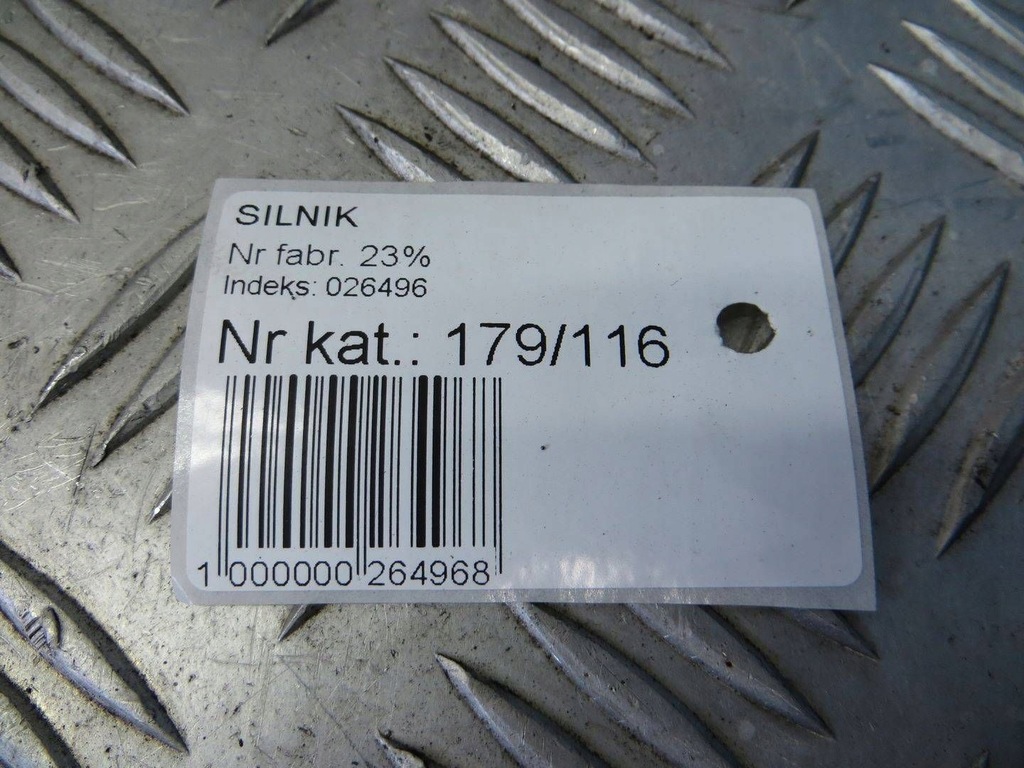 SILNIK
Nr fabr. 23%
Indeks: 026496
Nr kat.: 179/116
1 000000 264968